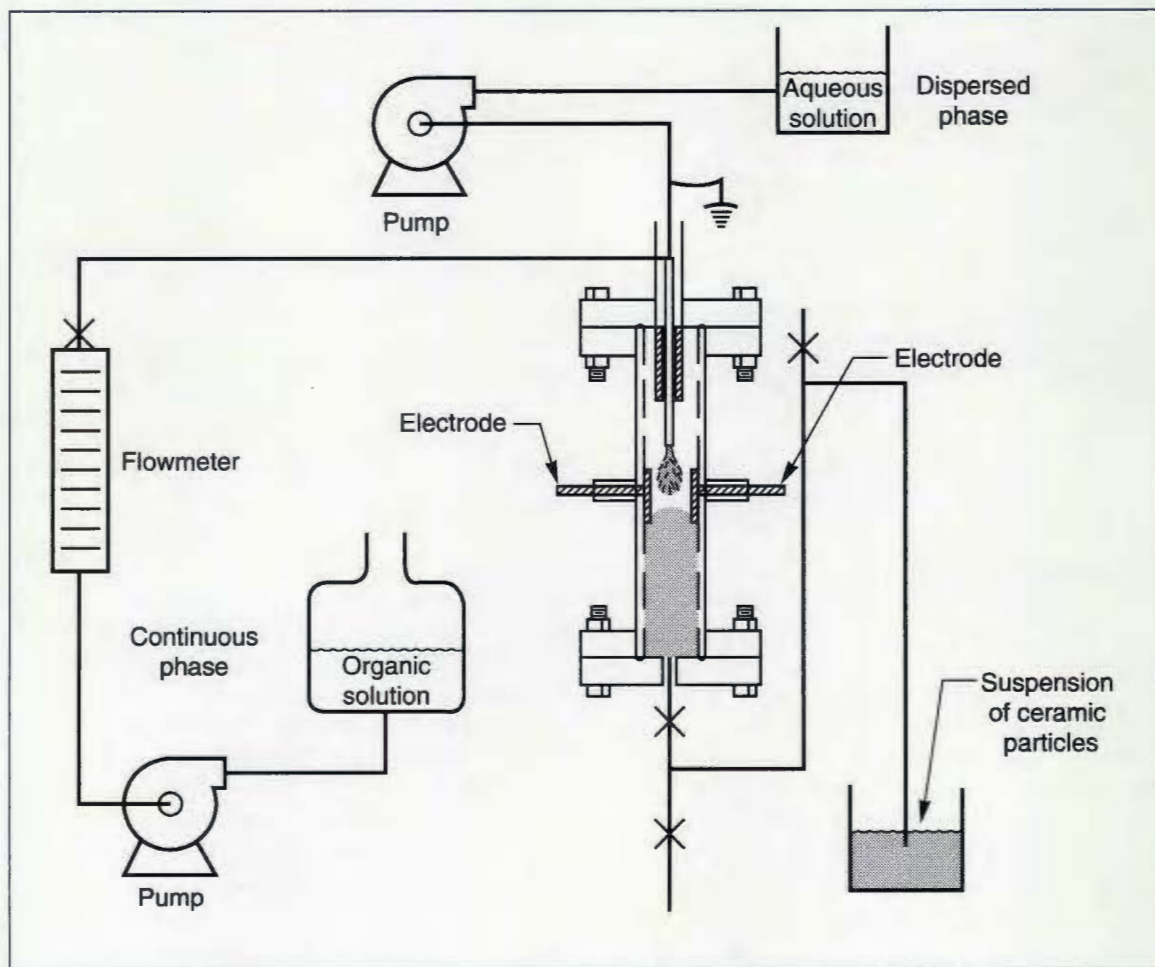 Aqueous
solution
Dispersed
phase
Pump
Electrode
Electrode
Flowmeter
Continuous
phase
Organic
solution
Suspension
of ceramic
particles
Pump